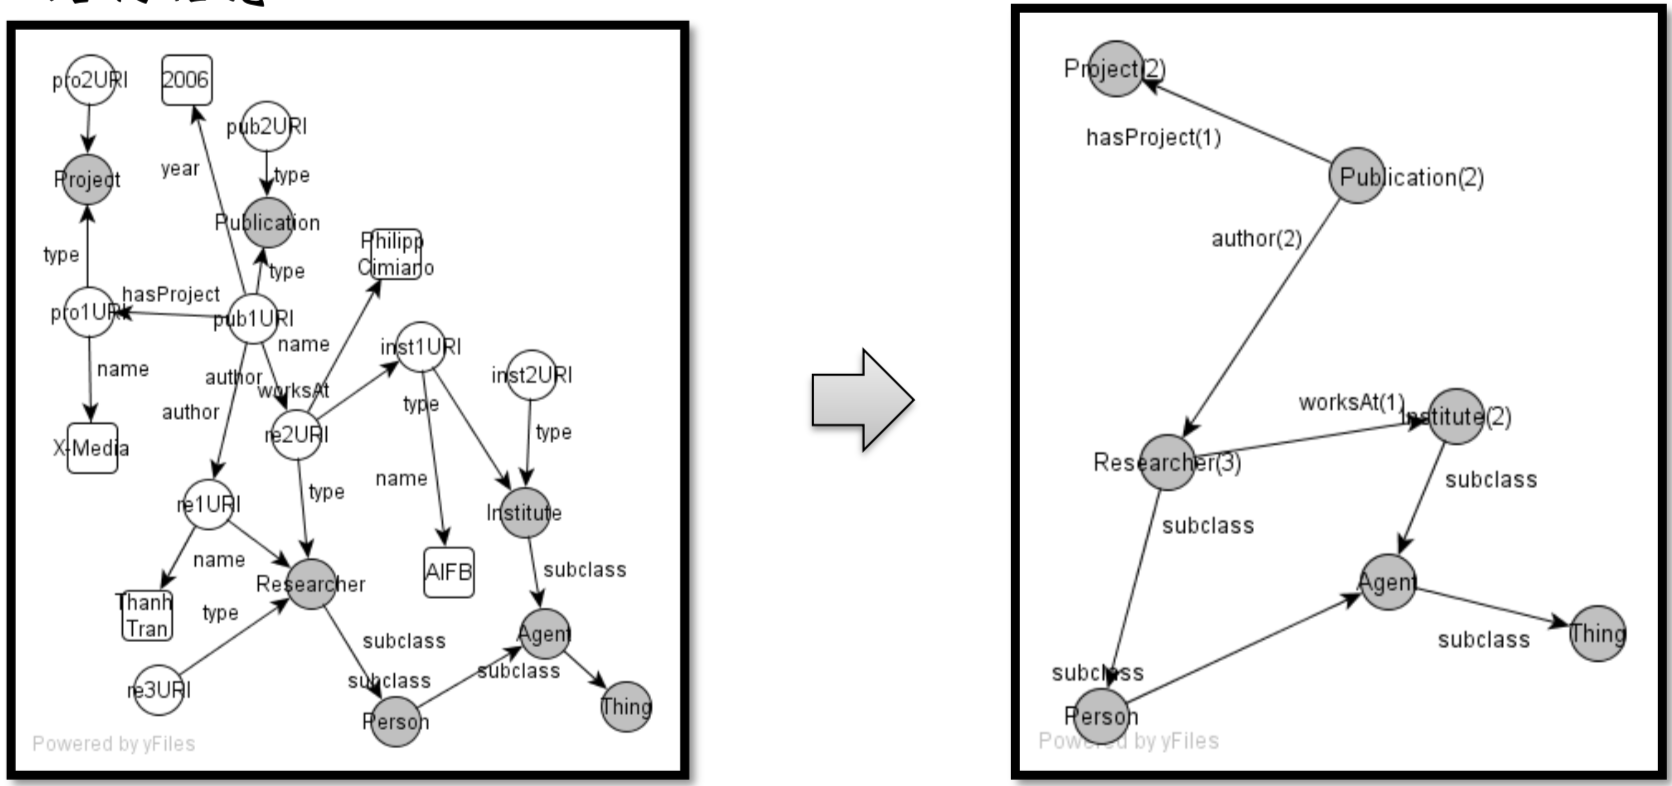 pro2URI
2006
pub2URI
year
type
Project
Publication
Philipp
Cimiano
type
type
hasProject
pro1URI
pub1URI
name
inst1URI
name
author
worksAt
type
inst2URI
author
re2URI
type
X-Media
name
type
re1URI
Institute
name
AIFB
subclass
Researcher
Thanh
Tran
type
subclass
Agent
subclass
subclass
re3URI
Person
Thing
Powered by yFiles
Project(2)
hasProject(1)
Publication(2)
author(2)
worksAt(1)
Institute(2)
Researcher(3)
subclass
subclass
Agent
subclass
Thing
subclass
Person
Powered by yFiles